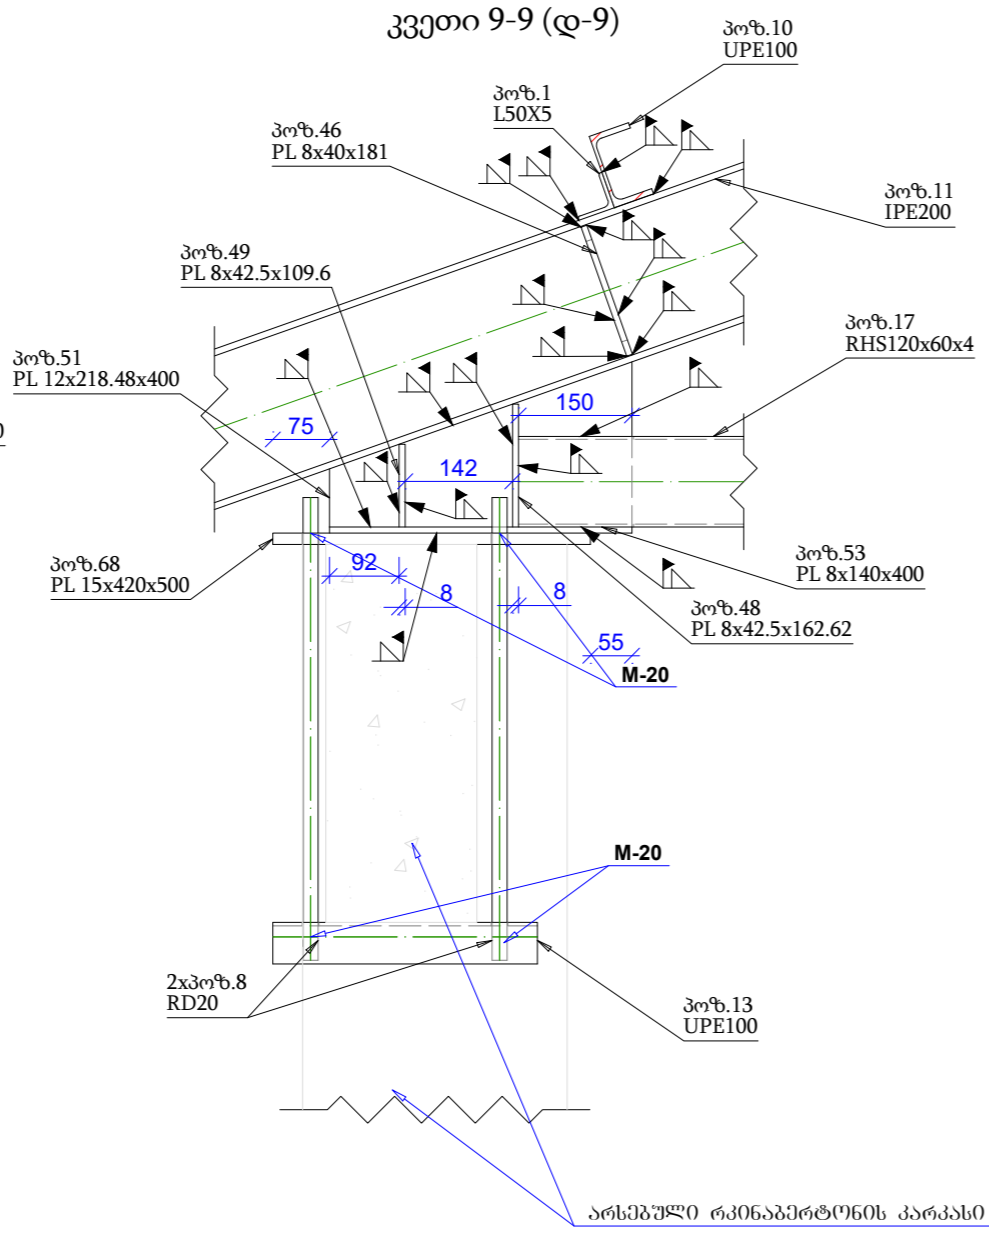 კვეთი 9-9 (დ-9)
პოზ.10
UPE100
პოზ.1
L50X5
პოზ.46
PL 8x40x181
პოზ.11
IPE200
პოზ.49
PL 8x42.5x109.6
პოზ.17
RHS120x60x4
პოზ.51
PL 12x218.48x400
150
75
0
142
პოზ.68
PL 15x420x500
92
8
8
პოზ.53
PL 8x140x400
პოზ.48
PL 8x42.5x162.62
55
M-20
M-20
2xპოზ.8
RD20
პოზ.13
UPE100
არსებული რკინაბერტონის კარკასი